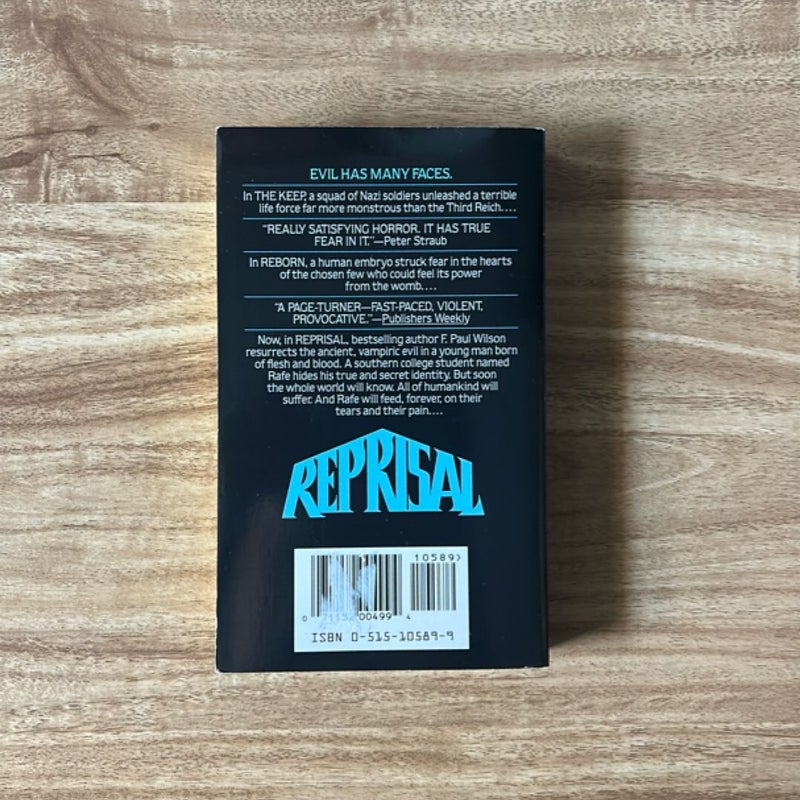 EVIL HAS MANY FACES.
In THE KEEP, a squad of Nazi soldiers unleashed a terrible
life force far more monstrous than the Third Reich....
"REALLY SATISFYING HORROR. IT HAS TRUE
FEAR IN IT."—Peter Straub
In REBORN, a human embryo struck fear in the hearts
of the chosen few who could feel its power
from the womb....
"A PAGE-TURNER—FAST-PACED, VIOLENT,
PROVOCATIVE."—Publishers Weekly
Now, in REPRISAL, bestselling author F. Paul Wilson
resurrects the ancient, vampiric evil in a young man born
of flesh and blood. A southern college student named
Rafe hides his true and secret identity. But soon
the whole world will know. All of humankind will
suffer. And Rafe will feed, forever, on their
tears and their pain....
REPRISAL
10589>
0 00499 4
ISBN 0-515-10589-9